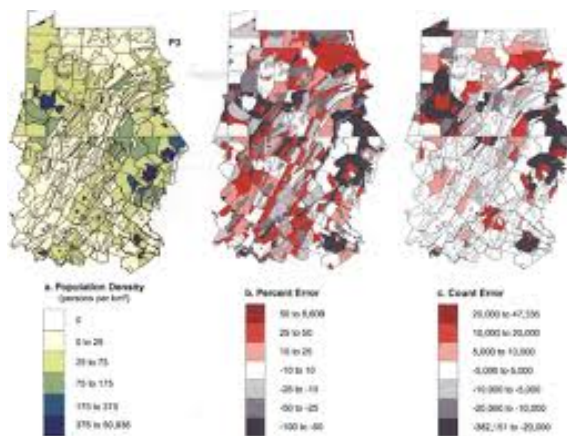 P3
a. Population Density
(persons per km²)
0
0 to 25
25 to 75
75 to 175
175 to 375
375 to 50,938
b. Percent Error
50 to 6,609
25 to 50
10 to 25
-10 to 10
-25 to -10
-50 to -25
-100 to -50
c. Count Error
20,000 to 47,335
10,000 to 20,000
5,000 to 10,000
-5,000 to 5,000
-10,000 to -5,000
-20,000 to -10,000
-362,151 to -20,000